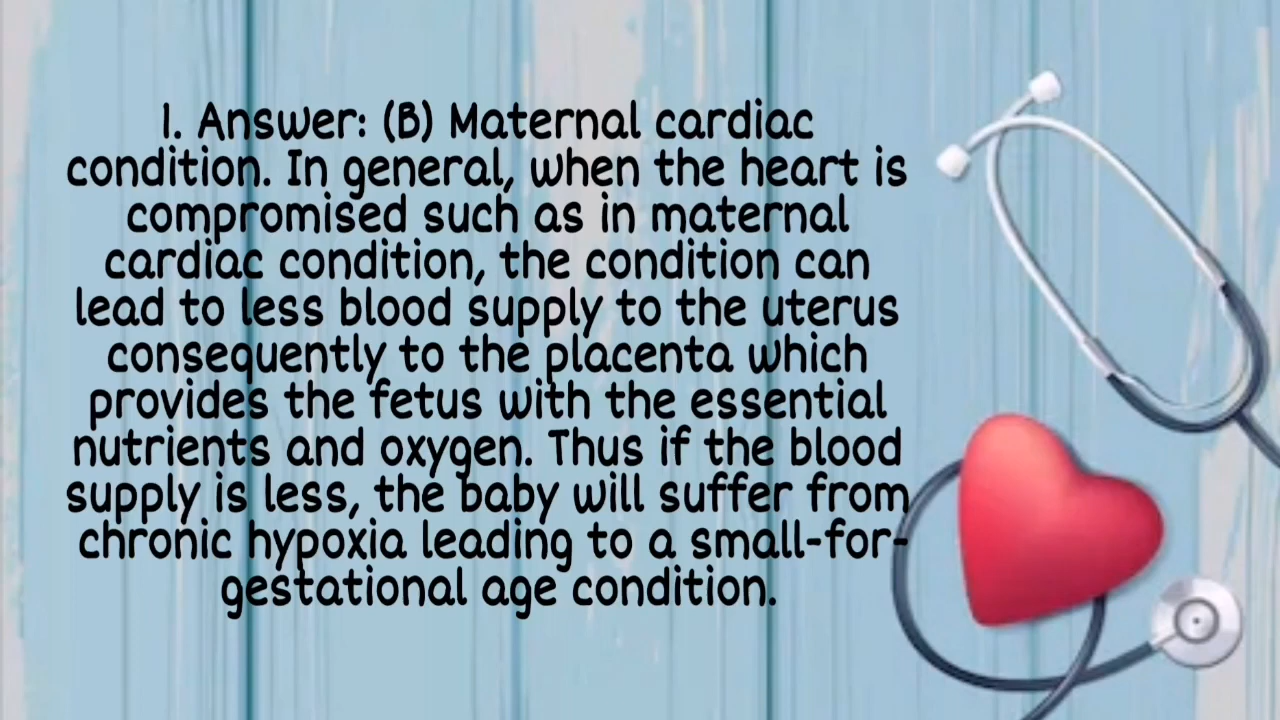 1. Answer: (B) Maternal cardiac
condition. In general, when the heart is
compromised such as in maternal
cardiac condition, the condition can
lead to less blood supply to the uterus
consequently to the placenta which
provides the fetus with the essential
nutrients and oxygen. Thus if the blood
supply is less, the baby will suffer from
chronic hypoxia leading to a small-for-
gestational age condition.